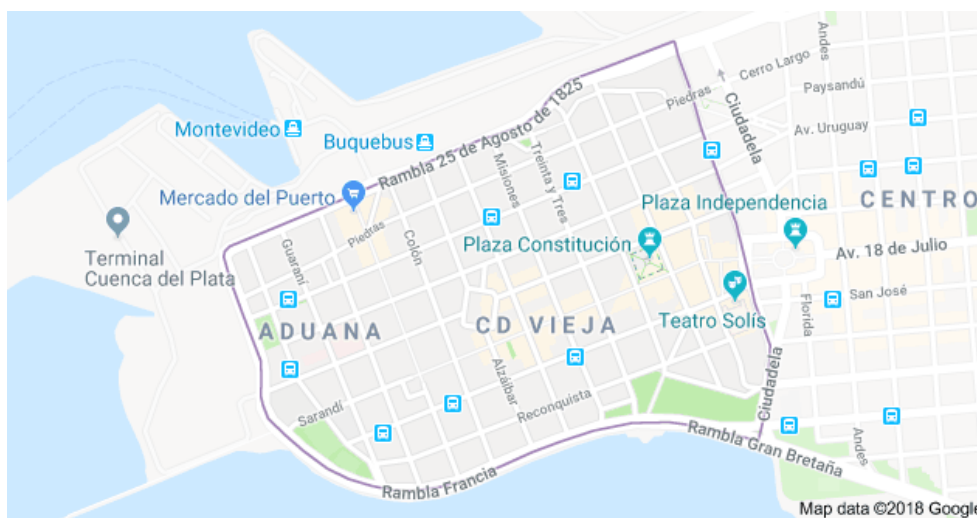 Andes
Cerro Largo
Piedras
Paysandú
Ciudadela
Av. Uruguay
Montevideo
Buquebus
Rambla 25 de Agosto de 1825
Misiones
Treinta y Tres
Mercado del Puerto
Plaza Independencia
CENTRO
Terminal
Cuenca del Plata
Guaraní
Piedras
Colón
Plaza Constitución
Av. 18 de Julio
San José
Florida
ADUANA
CD VIEJA
Teatro Solís
Alzáibar
Sarandí
Reconquista
Ciudadela
Rambla Gran Bretaña
Andes
Rambla Francia
Map data ©2018 Google